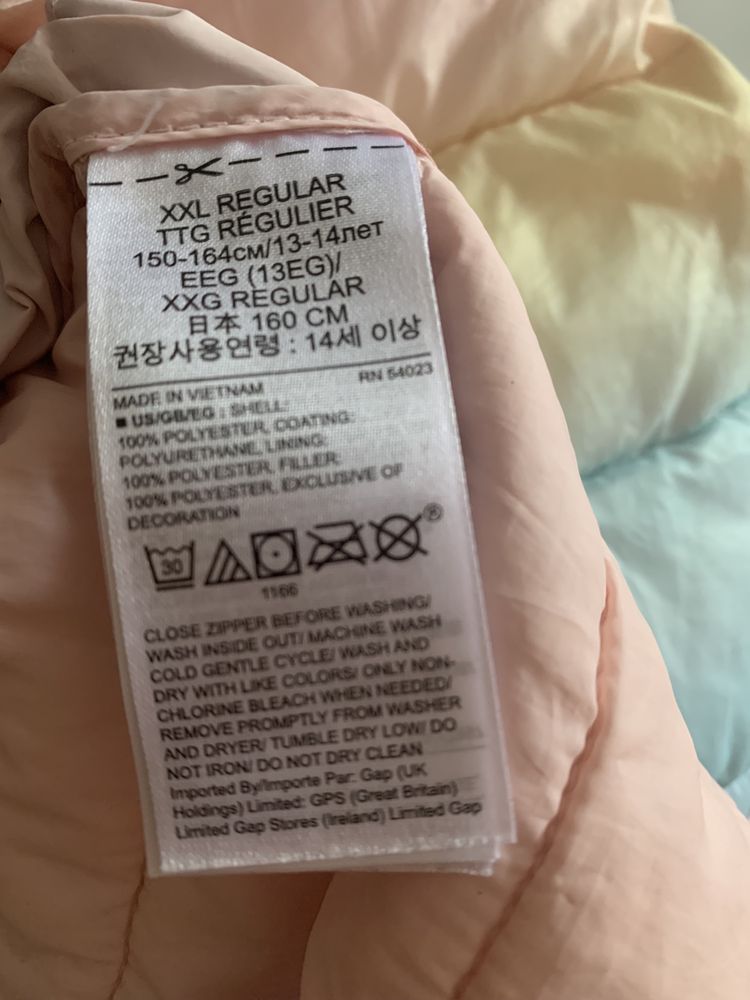 XXL REGULAR
TTG RÉGULIER
150-164см/13-14лет
EEG (13EG)/
XXG REGULAR
日本 160 CM
권장사용연령 : 14세 이상
MADE IN VIETNAM RN 54023
■ US/GB/EG : SHELL:
100% POLYESTER, COATING:
POLYURETHANE, LINING:
100% POLYESTER, FILLER:
100% POLYESTER, EXCLUSIVE OF
DECORATION
30
®
1166
CLOSE ZIPPER BEFORE WASHING/
WASH INSIDE OUT/ MACHINE WASH
COLD GENTLE CYCLE/ WASH AND
DRY WITH LIKE COLORS/ ONLY NON-
CHLORINE BLEACH WHEN NEEDED/
REMOVE PROMPTLY FROM WASHER
AND DRYER/ TUMBLE DRY LOW/ DO
NOT IRON/ DO NOT DRY CLEAN
Imported By/Importe Par: Gap (UK
Holdings) Limited: GPS (Great Britain)
Limited Gap Stores (Ireland) Limited Gap